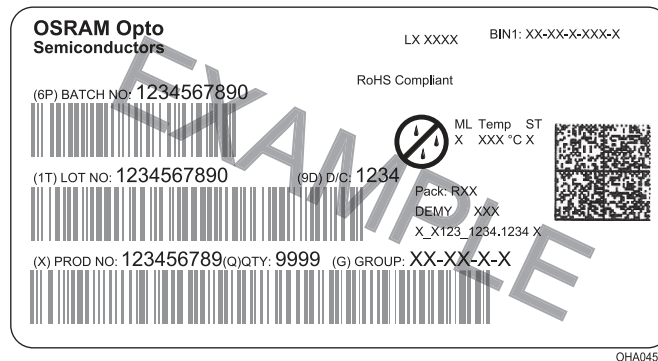 OSRAM Opto
Semiconductors
LX XXXX
BIN1: XX-XX-X-XXX-X
RoHS Compliant
(6P) BATCH NO: 1234567890
ML Temp ST
X XXX °C X
(1T) LOT NO: 1234567890 (9D) D/C: 1234
Pack: RXX
DEMY XXX
X_X123_1234.1234 X
(X) PROD NO: 123456789(Q)QTY: 9999 (G) GROUP: XX-XX-X-X
EXAMPLE
OHA045